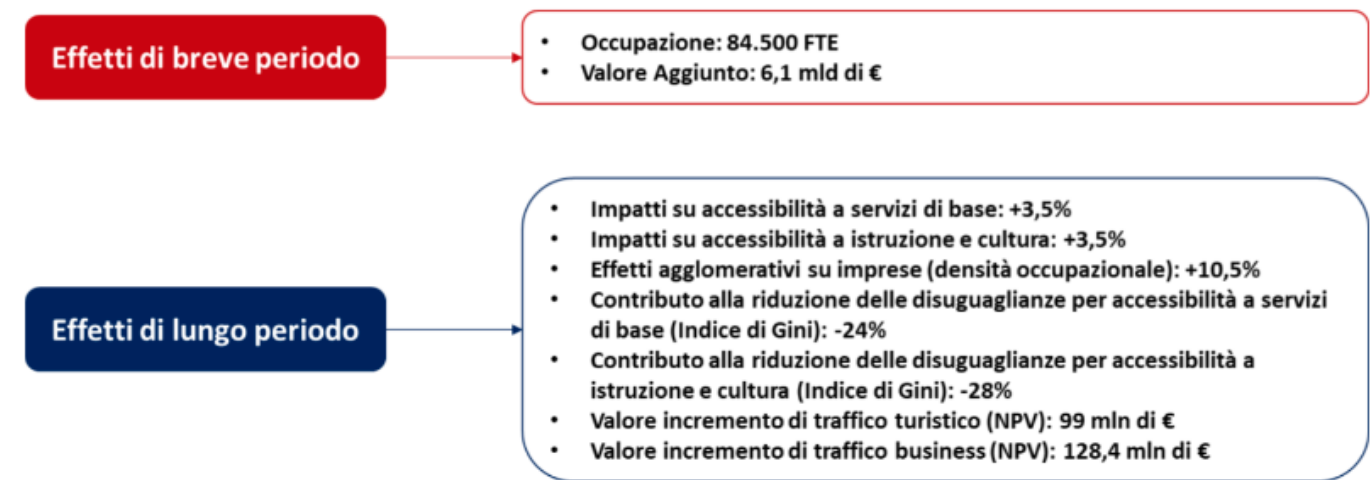 Effetti di breve periodo
• Occupazione: 84.500 FTE
• Valore Aggiunto: 6,1 mld di €
Effetti di lungo periodo
• Impatti su accessibilità a servizi di base: +3,5%
• Impatti su accessibilità a istruzione e cultura: +3,5%
• Effetti agglomerativi su imprese (densità occupazionale): +10,5%
• Contributo alla riduzione delle disuguaglianze per accessibilità a servizi
di base (Indice di Gini): -24%
• Contributo alla riduzione delle disuguaglianze per accessibilità a
istruzione e cultura (Indice di Gini): -28%
• Valore incremento di traffico turistico (NPV): 99 mln di €
• Valore incremento di traffico business (NPV): 128,4 mln di €